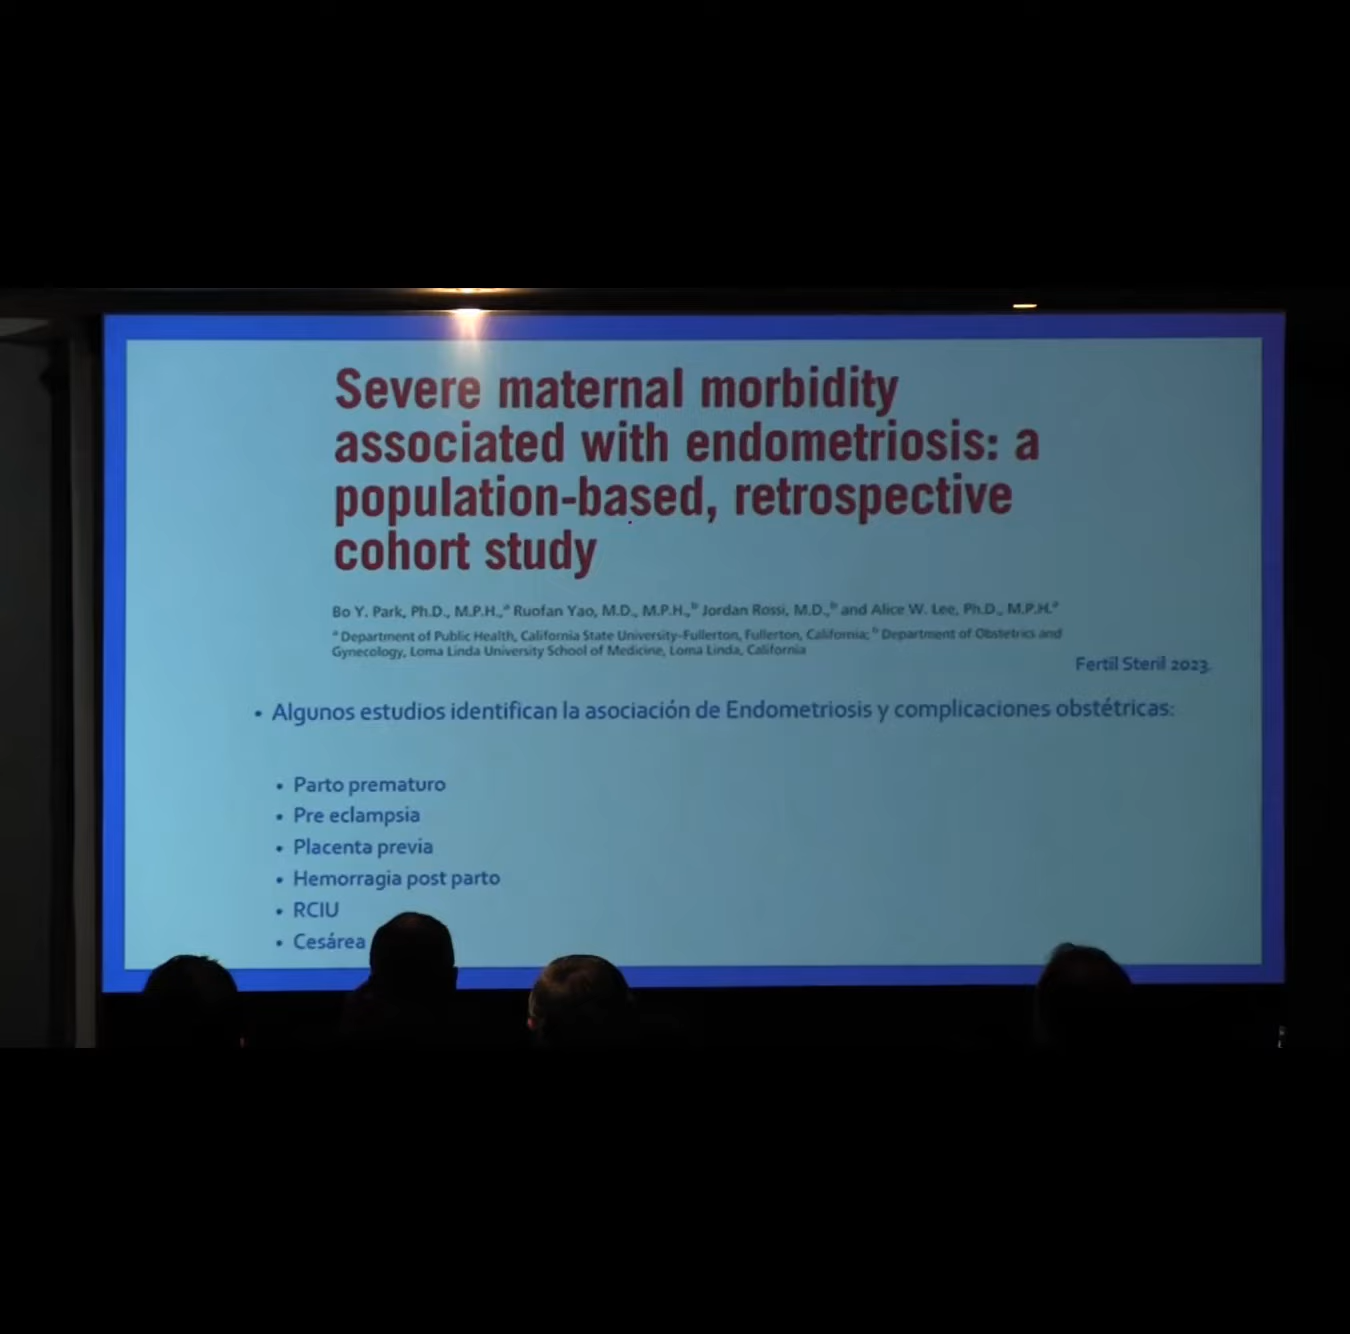 Severe maternal morbidity
associated with endometriosis: a
population-based, retrospective
cohort study
Bo Y. Park, Ph.D., M.P.H.,ᵃ Ruofan Yao, M.D., M.P.H.,ᵇ Jordan Rossi, M.D.,ᵇ and Alice W. Lee, Ph.D., M.P.H.ᵃ
ᵃ Department of Public Health, California State University–Fullerton, Fullerton, California; ᵇ Department of Obstetrics and
Gynecology, Loma Linda University School of Medicine, Loma Linda, California
Fertil Steril 2023.
• Algunos estudios identifican la asociación de Endometriosis y complicaciones obstétricas:
• Parto prematuro
• Pre eclampsia
• Placenta previa
• Hemorragia post parto
• RCIU
• Cesárea